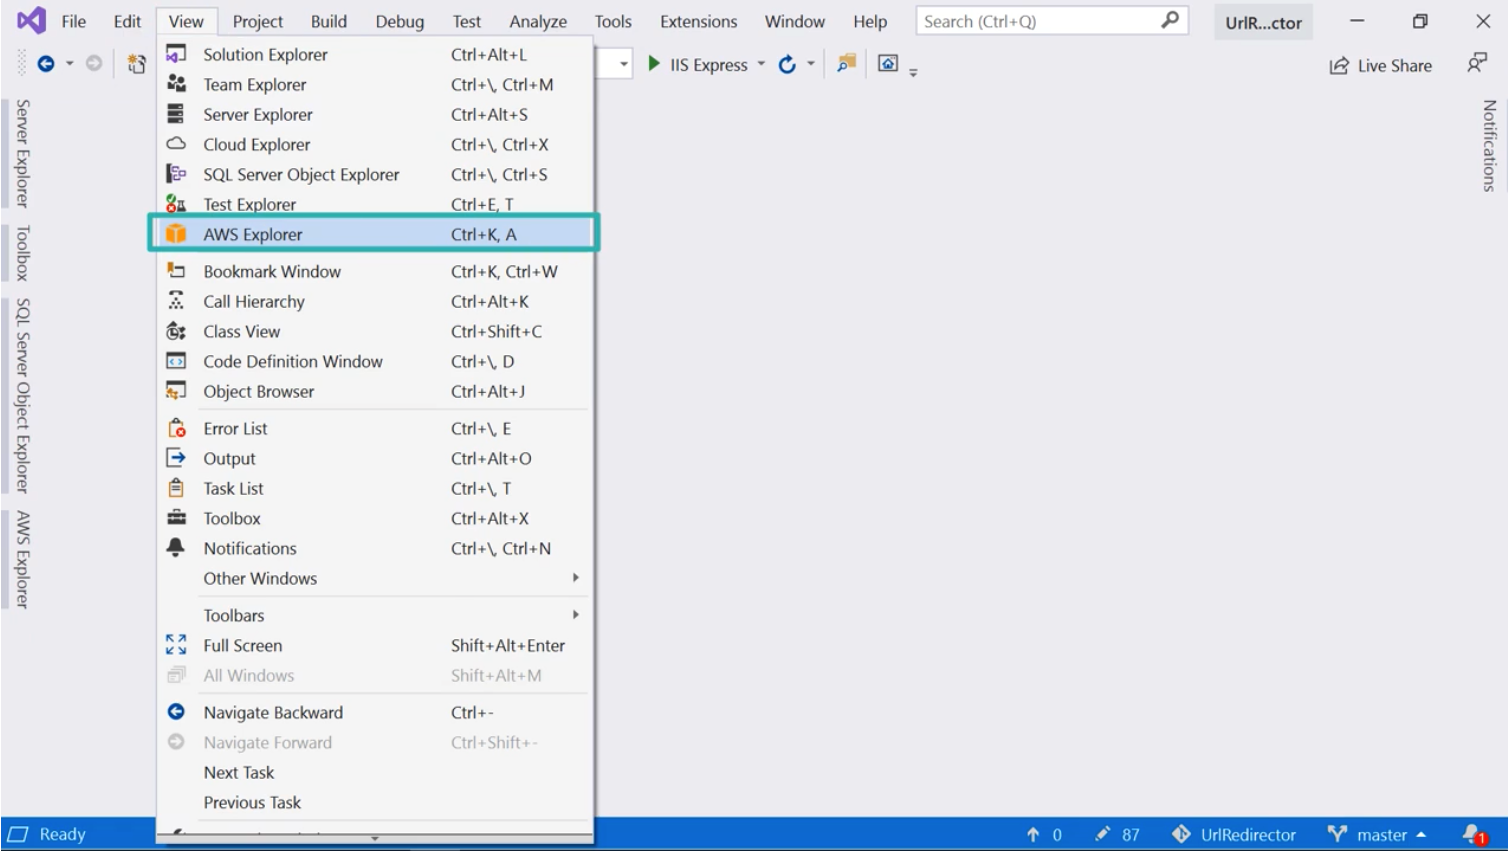 File Edit View Project Build Debug Test Analyze Tools Extensions Window Help Search (Ctrl+Q) UrlR...ctor
IIS Express Live Share
Server Explorer
Toolbox
SQL Server Object Explorer
AWS Explorer
Solution Explorer Ctrl+Alt+L
Team Explorer Ctrl+\, Ctrl+M
Server Explorer Ctrl+Alt+S
Cloud Explorer Ctrl+\, Ctrl+X
SQL Server Object Explorer Ctrl+\, Ctrl+S
Test Explorer Ctrl+E, T
AWS Explorer Ctrl+K, A
Bookmark Window Ctrl+K, Ctrl+W
Call Hierarchy Ctrl+Alt+K
Class View Ctrl+Shift+C
Code Definition Window Ctrl+\, D
Object Browser Ctrl+Alt+J
Error List Ctrl+\, E
Output Ctrl+Alt+O
Task List Ctrl+\, T
Toolbox Ctrl+Alt+X
Notifications Ctrl+\, Ctrl+N
Other Windows
Toolbars
Full Screen Shift+Alt+Enter
All Windows Shift+Alt+M
Navigate Backward Ctrl+-
Navigate Forward Ctrl+Shift+-
Next Task
Previous Task
Notifications
Ready 0 87 UrlRedirector master 1